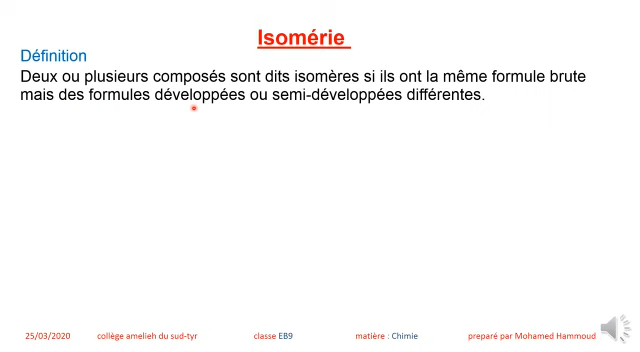 Isomérie
Définition
Deux ou plusieurs composés sont dits isomères si ils ont la même formule brute
mais des formules développées ou semi-développées différentes.
25/03/2020 collège amelieh du sud-tyr classe EB9 matière : Chimie preparé par Mohamed Hammoud